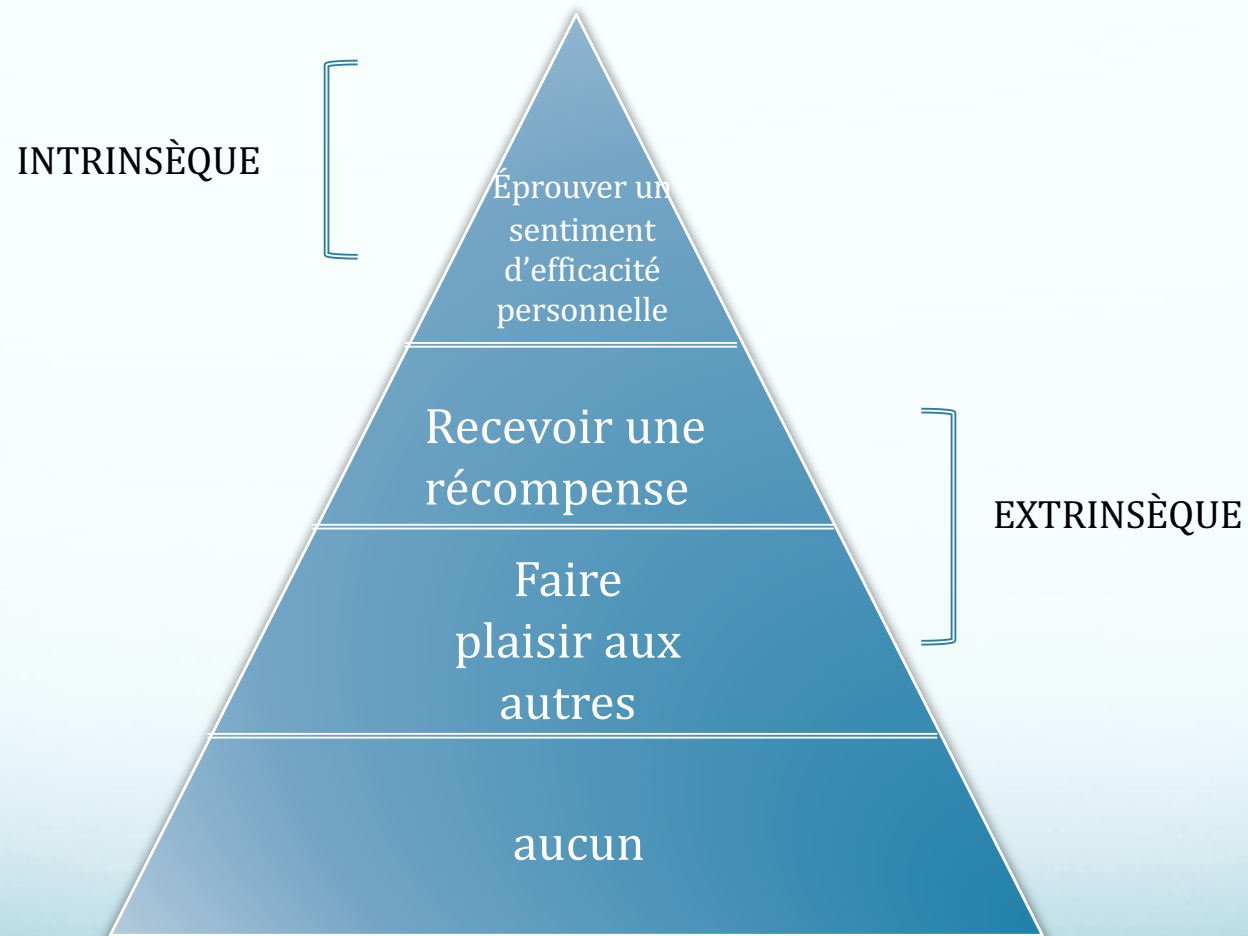 INTRINSÈQUE
Éprouver un
sentiment
d’efficacité
personnelle
Recevoir une
récompense
EXTRINSÈQUE
Faire
plaisir aux
autres
aucun